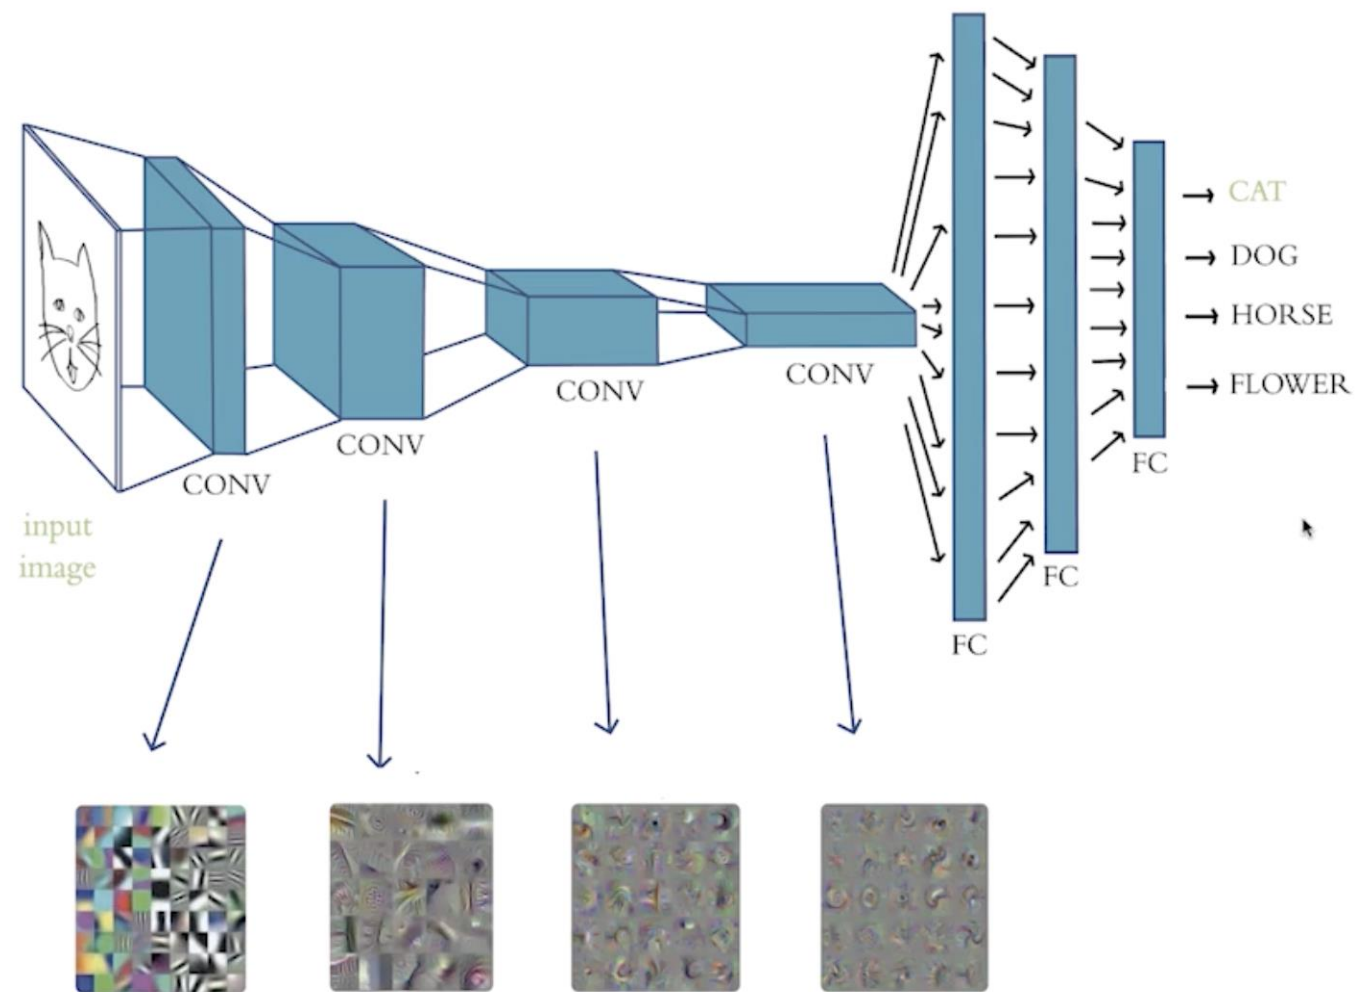 input
image
CONV
CONV
CONV
CONV
FC
FC
FC
CAT
DOG
HORSE
FLOWER